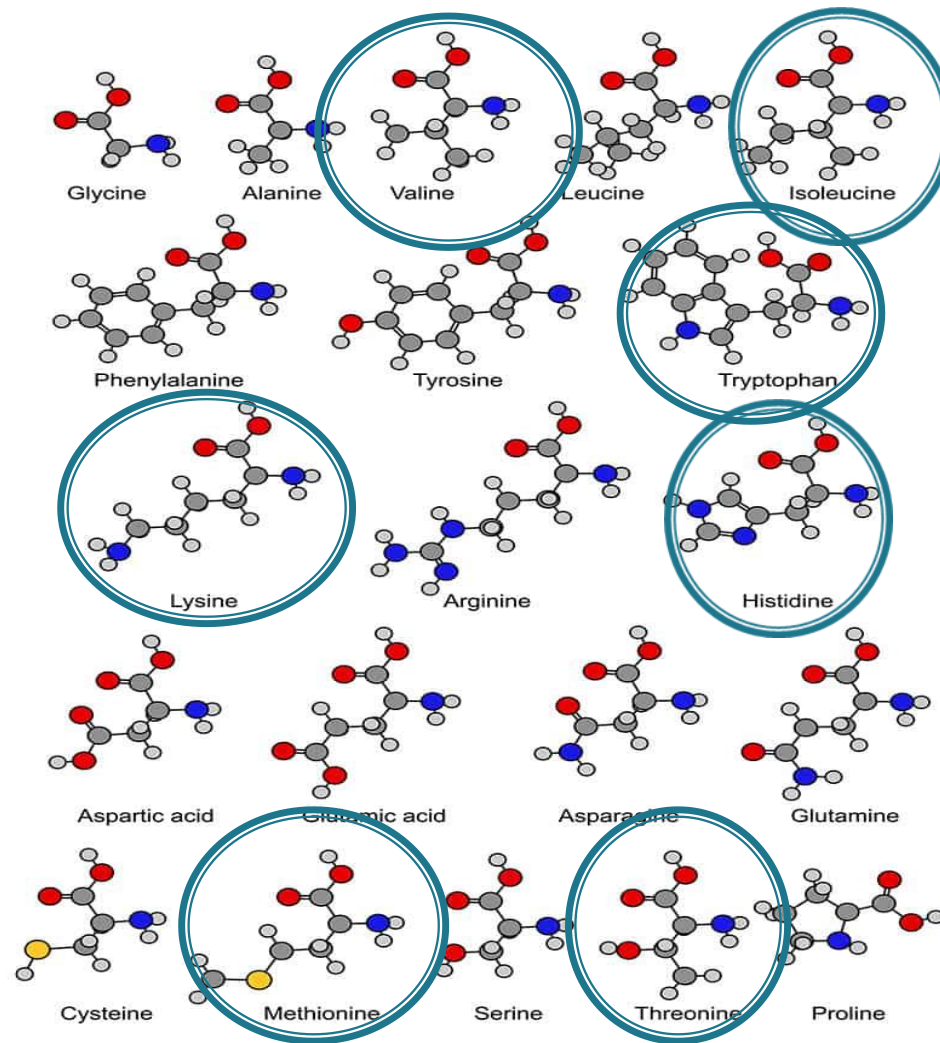 Glycine Alanine Valine Leucine Isoleucine
Phenylalanine Tyrosine Tryptophan
Lysine Arginine Histidine
Aspartic acid Glutamic acid Asparagine Glutamine
Cysteine Methionine Serine Threonine Proline